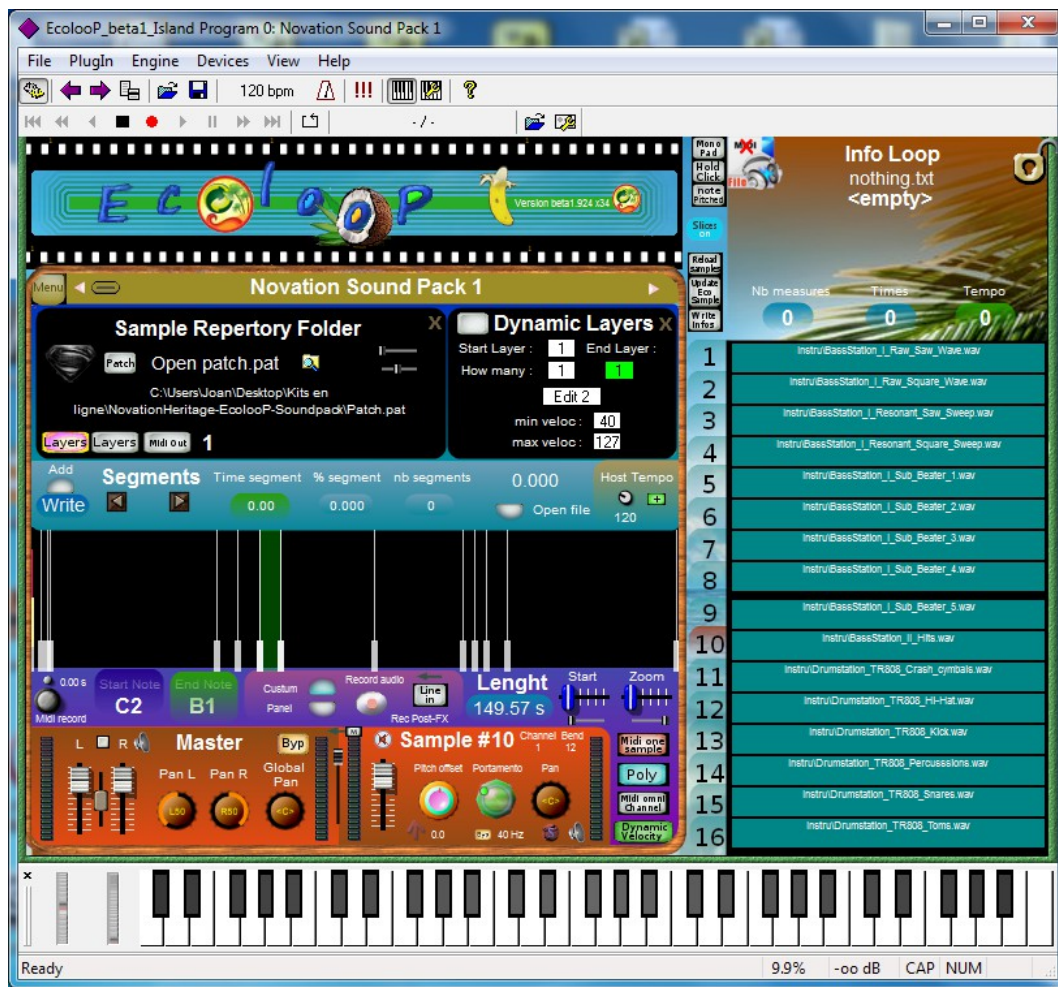 EcolooP_beta1_Island Program 0: Novation Sound Pack 1
File PlugIn Engine Devices View Help
120 bpm !!! ?
- / -
EcolooP
Version beta1.924 x34
Mono Pad
Hold Click
note Pitched
Slices on
Reload samples
Update Eco Sample
Write Infos
File
Info Loop
nothing.txt
<empty>
Nb measures Times Tempo
0 0 0
Menu Novation Sound Pack 1
Sample Repertory Folder X
Patch Open patch.pat
C:\Users\Joan\Desktop\Kits en
ligne\NovationHeritage-EcolooP-Soundpack\Patch.pat
Layers Layers Midi Out 1
Dynamic Layers X
Start Layer : 1 End Layer :
How many : 1 1
Edit 2
min veloc : 40
max veloc : 127
Add Segments Time segment % segment nb segments 0.000 Host Tempo
Write 0.00 0.000 0 Open file 120
0.00 s Start Note End Note Custum Record audio Line in Lenght Start Zoom
Midi record C2 B1 Panel Rec Post-FX 149.57 s
L R Master Byp M Sample #10 Channel 1 Bend 12
Pan L Pan R Global Pan Pitch offset Portamento Pan
L50 R50 <C> <C>
0.0 40 Hz
Midi one sample
Poly
Midi omni Channel
Dynamic Velocity
1 Instru\BassStation_I_Raw_Saw_Wave.wav
2 Instru\BassStation_I_Raw_Square_Wave.wav
3 Instru\BassStation_I_Resonant_Saw_Sweep.wav
4 Instru\BassStation_I_Resonant_Square_Sweep.wav
5 Instru\BassStation_I_Sub_Beater_1.wav
6 Instru\BassStation_I_Sub_Beater_2.wav
7 Instru\BassStation_I_Sub_Beater_3.wav
8 Instru\BassStation_I_Sub_Beater_4.wav
9 Instru\BassStation_I_Sub_Beater_5.wav
10 Instru\BassStation_II_Hits.wav
11 Instru\Drumstation_TR808_Crash_cymbals.wav
12 Instru\Drumstation_TR808_Hi-Hat.wav
13 Instru\Drumstation_TR808_Kick.wav
14 Instru\Drumstation_TR808_Percusssions.wav
15 Instru\Drumstation_TR808_Snares.wav
16 Instru\Drumstation_TR808_Toms.wav
x
Ready 9.9% -oo dB CAP NUM